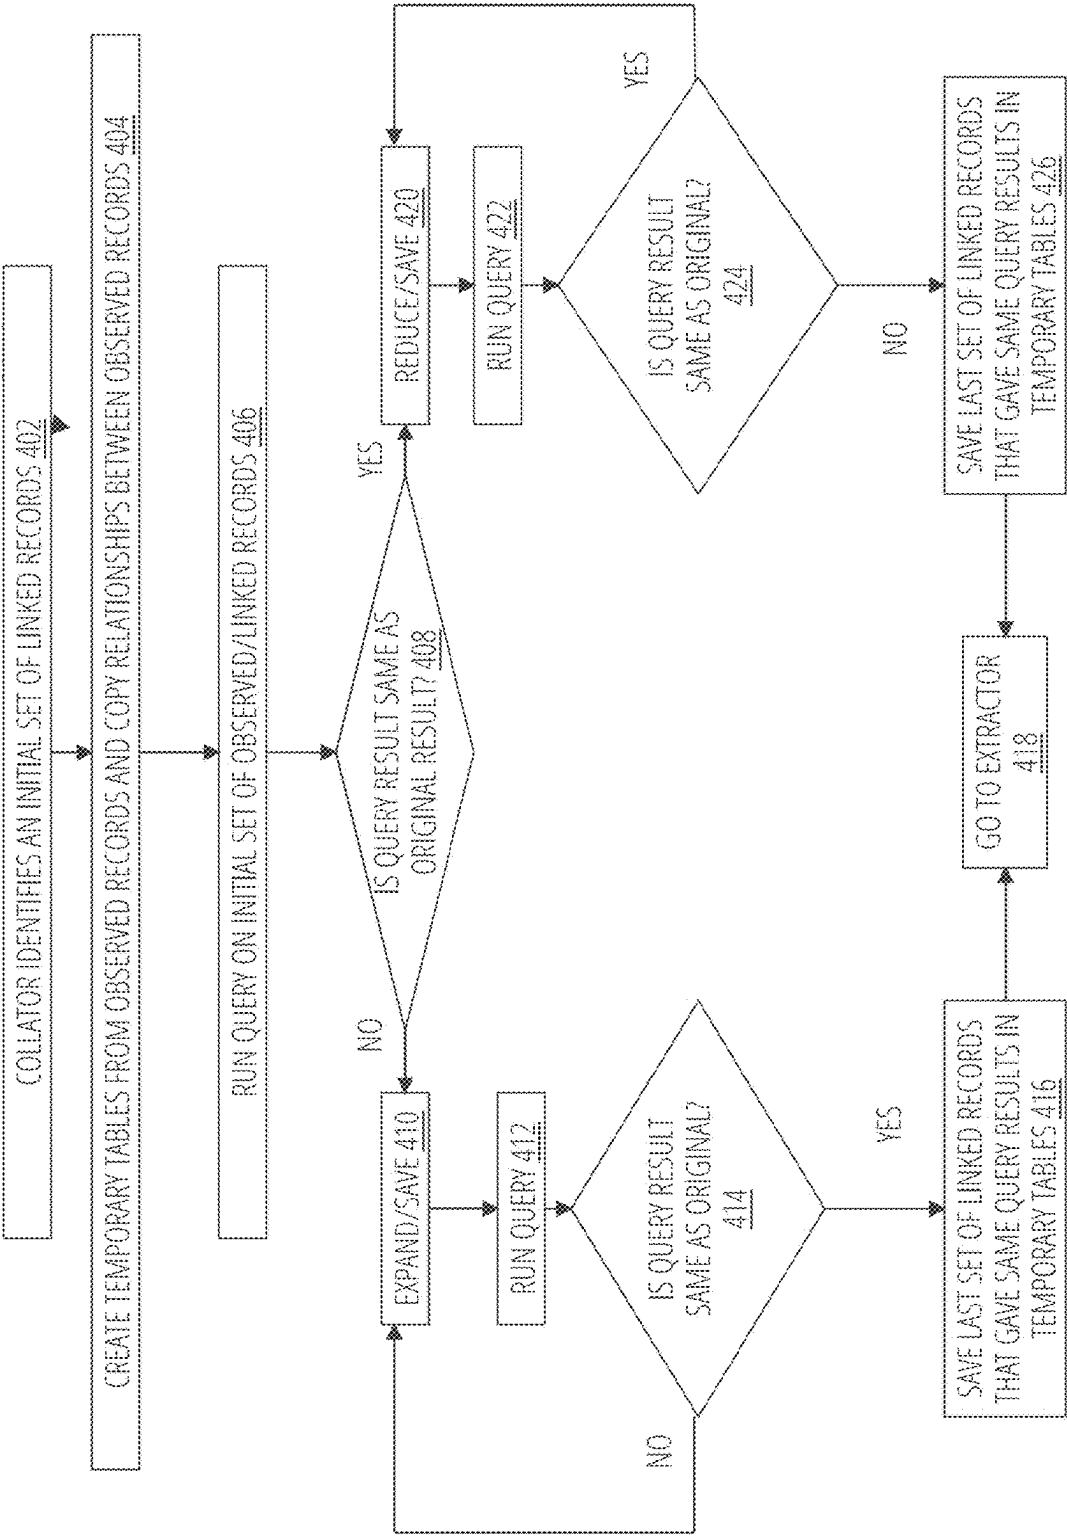 COLLATOR IDENTIFIES AN INITIAL SET OF LINKED RECORDS 402
CREATE TEMPORARY TABLES FROM OBSERVED RECORDS AND COPY RELATIONSHIPS BETWEEN OBSERVED RECORDS 404
RUN QUERY ON INITIAL SET OF OBSERVED/LINKED RECORDS 406
IS QUERY RESULT SAME AS
ORIGINAL RESULT? 408
NO
YES
EXPAND/SAVE 410
RUN QUERY 412
IS QUERY RESULT
SAME AS ORIGINAL?
414
NO
YES
SAVE LAST SET OF LINKED RECORDS
THAT GAVE SAME QUERY RESULTS IN
TEMPORARY TABLES 416
GO TO EXTRACTOR
418
REDUCE/SAVE 420
RUN QUERY 422
IS QUERY RESULT
SAME AS ORIGINAL?
424
YES
NO
SAVE LAST SET OF LINKED RECORDS
THAT GAVE SAME QUERY RESULTS IN
TEMPORARY TABLES 426